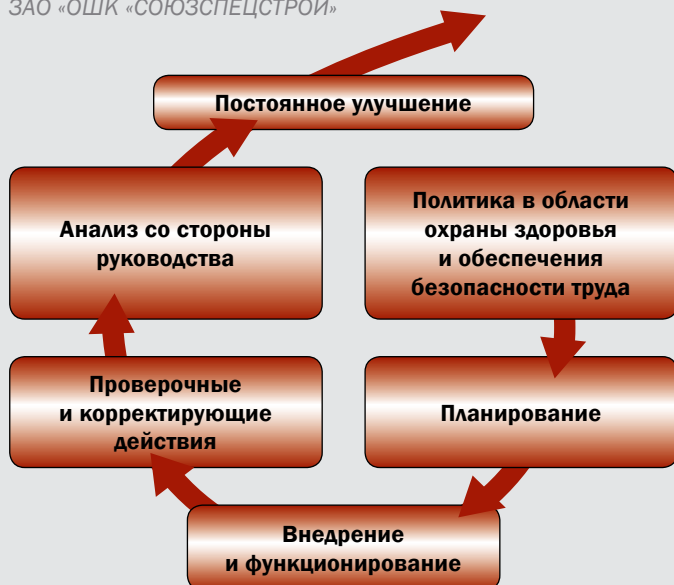 ЗАО «ОШК «СОЮЗСПЕЦСТРОЙ»
Постоянное улучшение
Анализ со стороны
руководства
Политика в области
охраны здоровья
и обеспечения
безопасности труда
Проверочные
и корректирующие
действия
Планирование
Внедрение
и функционирование